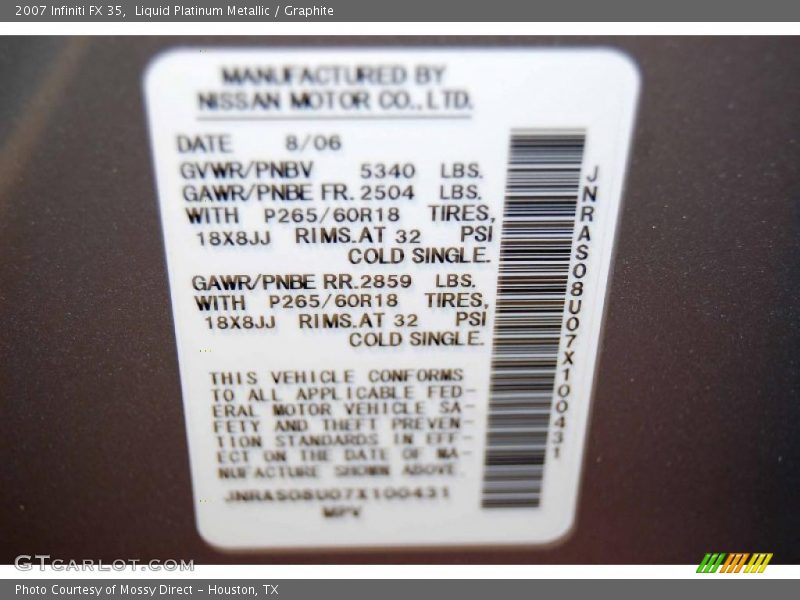 2007 Infiniti FX 35, Liquid Platinum Metallic / Graphite
MANUFACTURED BY
NISSAN MOTOR CO., LTD.
DATE 8/06
GVWR/PNBV 5340 LBS.
GAWR/PNBE FR. 2504 LBS.
WITH P265/60R18 TIRES,
18X8JJ RIMS.AT 32 PSI
COLD SINGLE.
GAWR/PNBE RR. 2859 LBS.
WITH P265/60R18 TIRES,
18X8JJ RIMS.AT 32 PSI
COLD SINGLE.
THIS VEHICLE CONFORMS
TO ALL APPLICABLE FED-
ERAL MOTOR VEHICLE SA-
FETY AND THEFT PREVEN-
TION STANDARDS IN EFF-
ECT ON THE DATE OF MA-
NUFACTURE SHOWN ABOVE.
JNRAS08U07X100431
MPV
JNRAS08U07X100431
GTCarLot.com
Photo Courtesy of Mossy Direct - Houston, TX